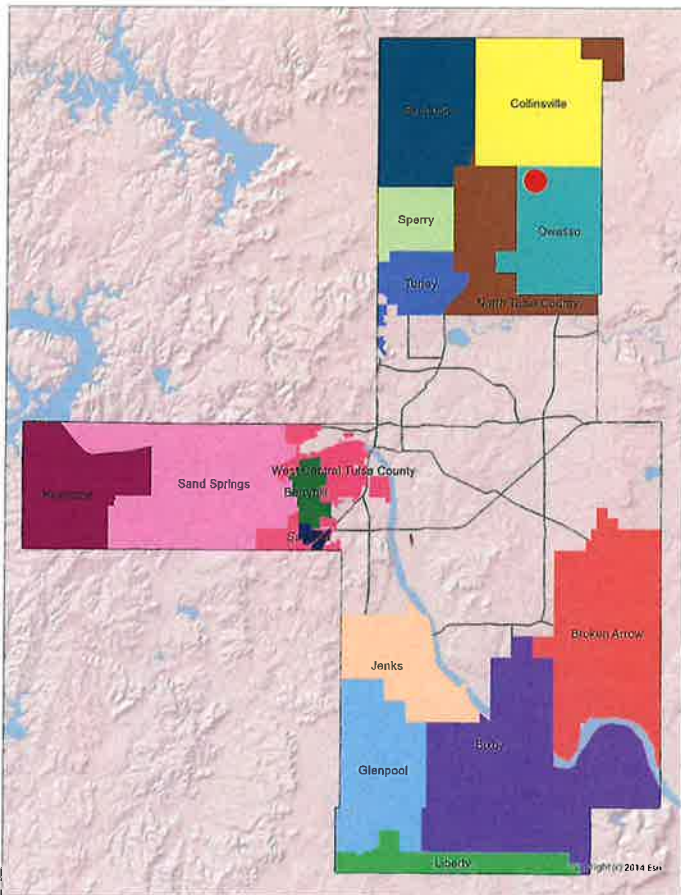 Collinsville
Sperry
Owasso
Turley
North Tulsa County
West Central Tulsa County
Sand Springs
Berryhill
Keystone
Broken Arrow
Jenks
Bixby
Glenpool
Liberty
2014 Esri